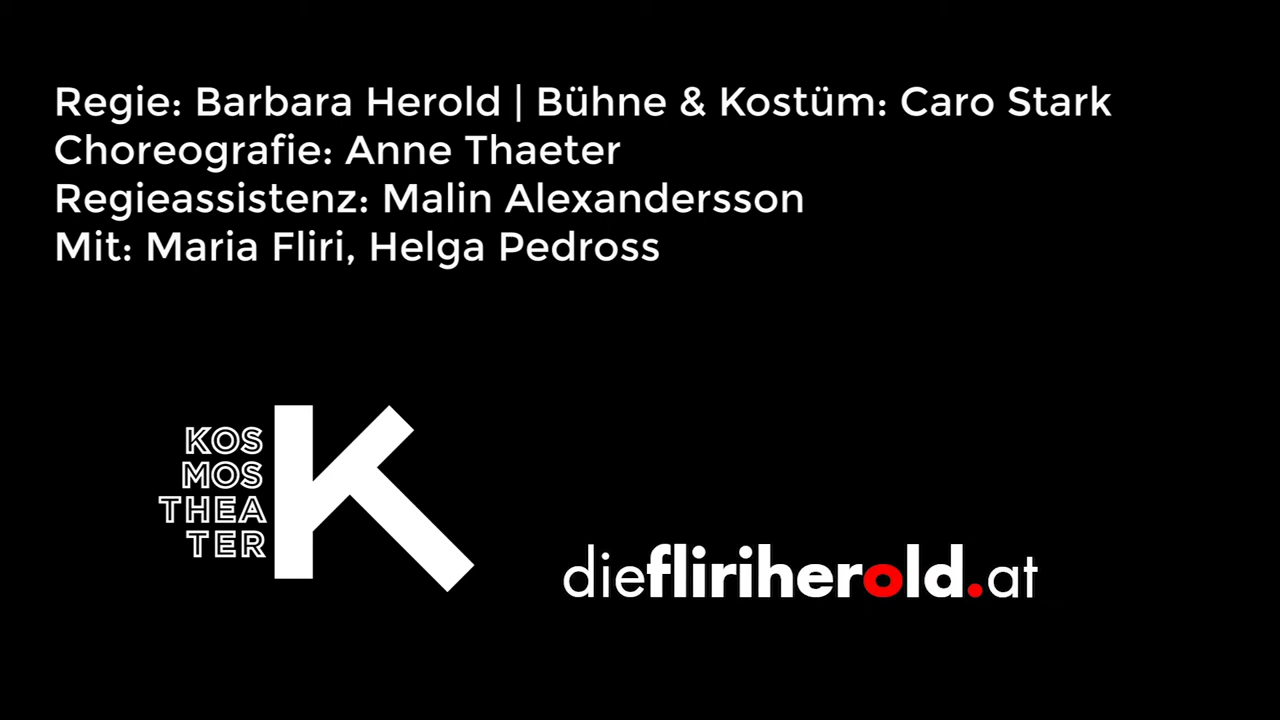 Regie: Barbara Herold | Bühne & Kostüm: Caro Stark
Choreografie: Anne Thaeter
Regieassistenz: Malin Alexandersson
Mit: Maria Fliri, Helga Pedross
KOS
MOS
THEA
TER
K
diefliriherold.at